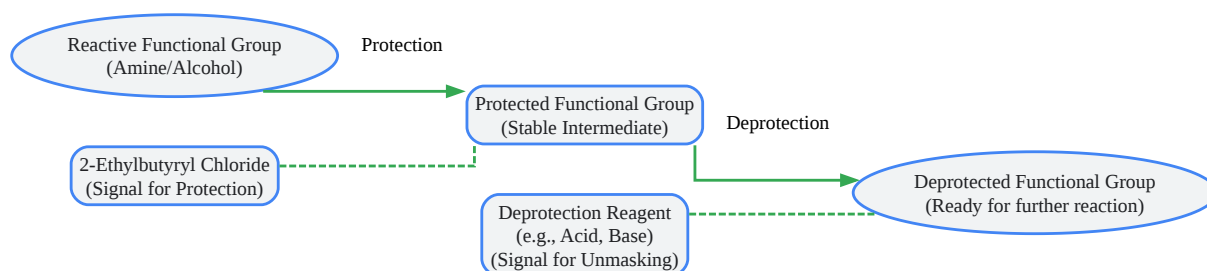 Reactive Functional Group
(Amine/Alcohol)
Protection
Protected Functional Group
(Stable Intermediate)
Deprotection
2-Ethylbutyryl Chloride
(Signal for Protection)
Deprotected Functional Group
(Ready for further reaction)
Deprotection Reagent
(e.g., Acid, Base)
(Signal for Unmasking)